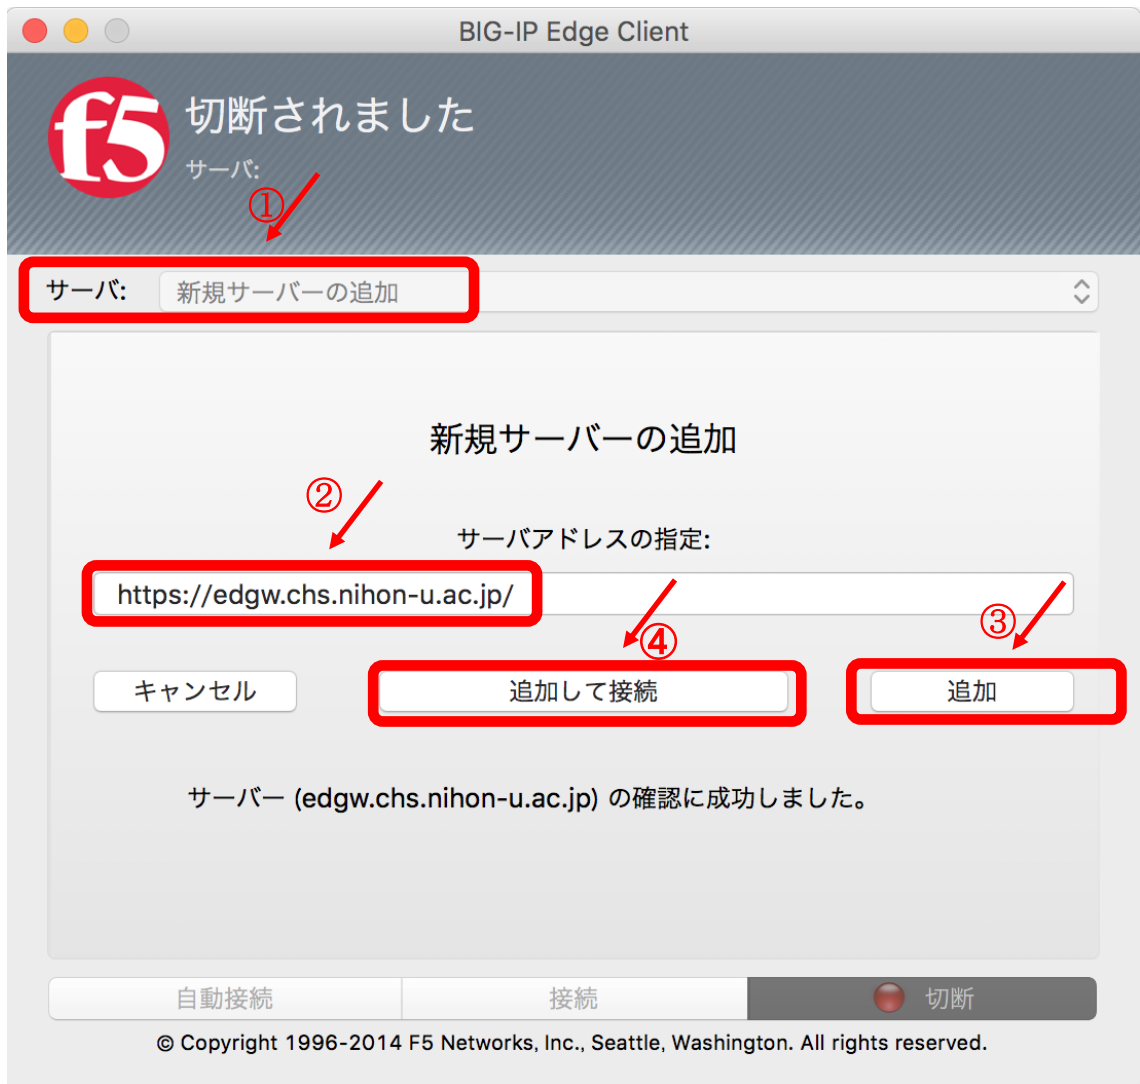 BIG-IP Edge Client
f5
切断されました
サーバ:
①
サーバ: 新規サーバーの追加
新規サーバーの追加
②
サーバアドレスの指定:
https://edgw.chs.nihon-u.ac.jp/
④
③
キャンセル 追加して接続 追加
サーバー (edgw.chs.nihon-u.ac.jp) の確認に成功しました。
自動接続 接続 切断
© Copyright 1996-2014 F5 Networks, Inc., Seattle, Washington. All rights reserved.